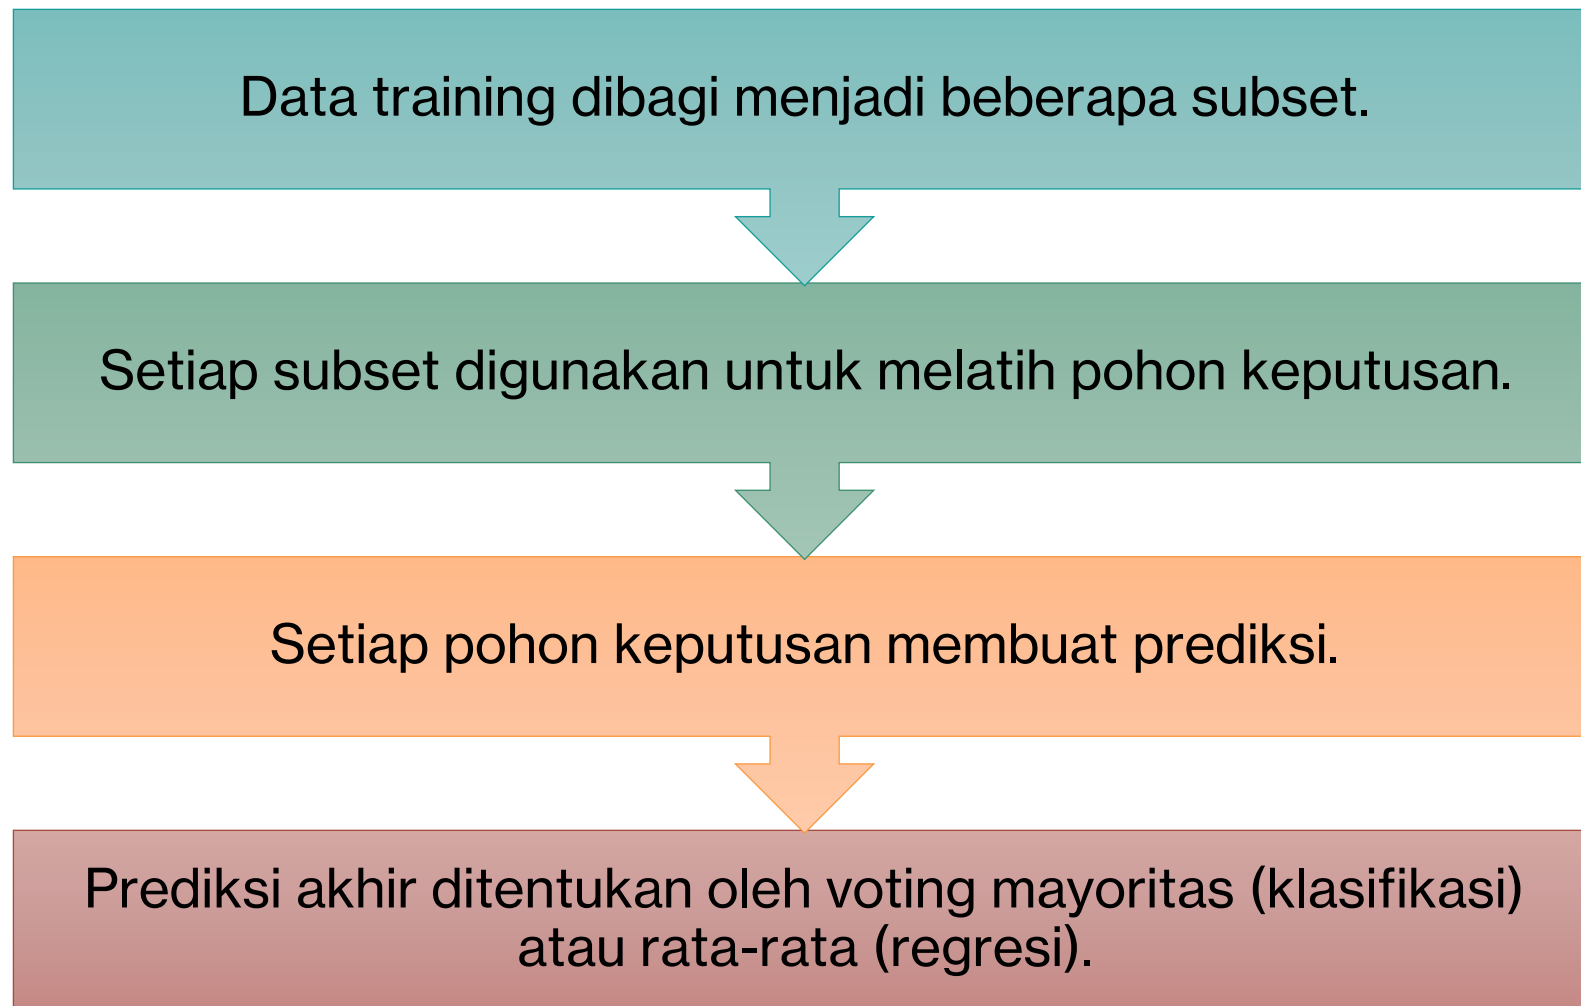 Data training dibagi menjadi beberapa subset.
Setiap subset digunakan untuk melatih pohon keputusan.
Setiap pohon keputusan membuat prediksi.
Prediksi akhir ditentukan oleh voting mayoritas (klasifikasi)
atau rata-rata (regresi).